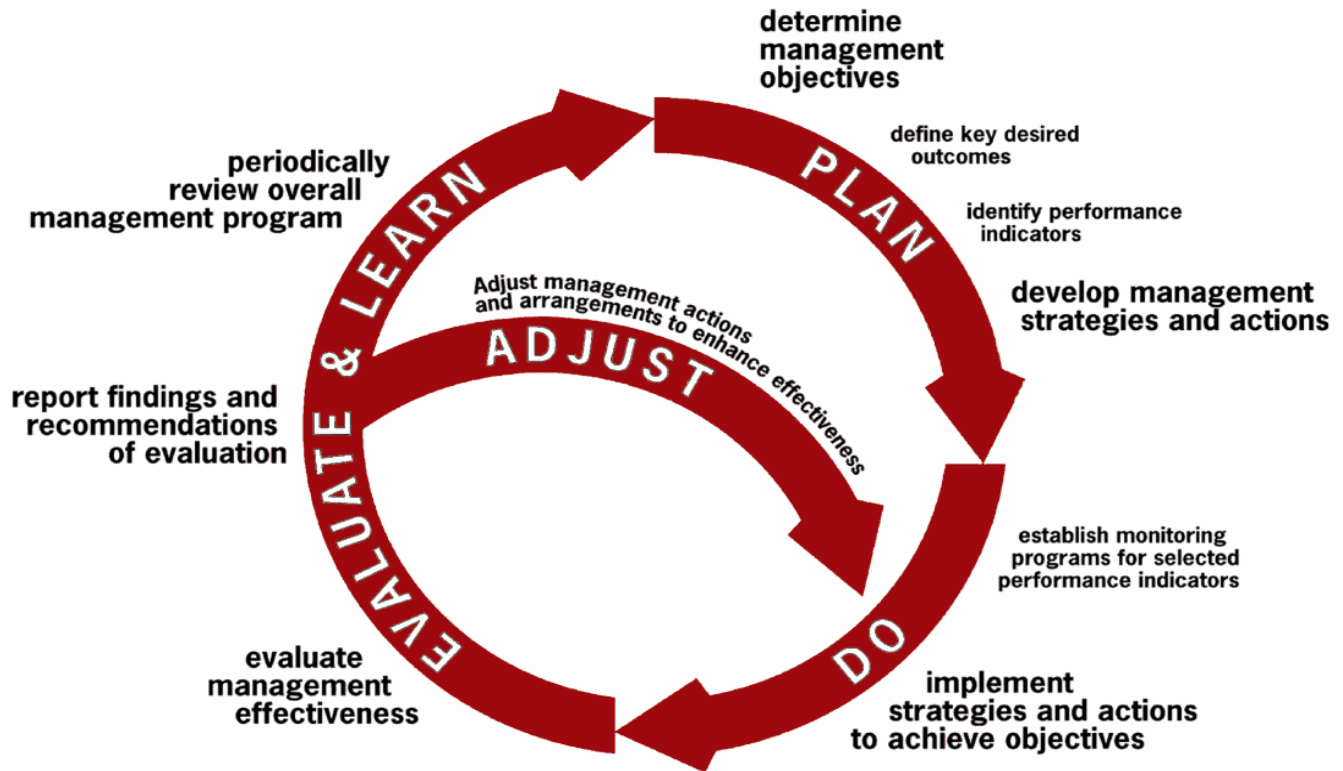 determine
management
objectives
define key desired
outcomes
identify performance
indicators
develop management
strategies and actions
PLAN
establish monitoring
programs for selected
performance indicators
DO
implement
strategies and actions
to achieve objectives
evaluate
management
effectiveness
EVALUATE & LEARN
report findings and
recommendations
of evaluation
periodically
review overall
management program
Adjust management actions
and arrangements to enhance effectiveness
ADJUST